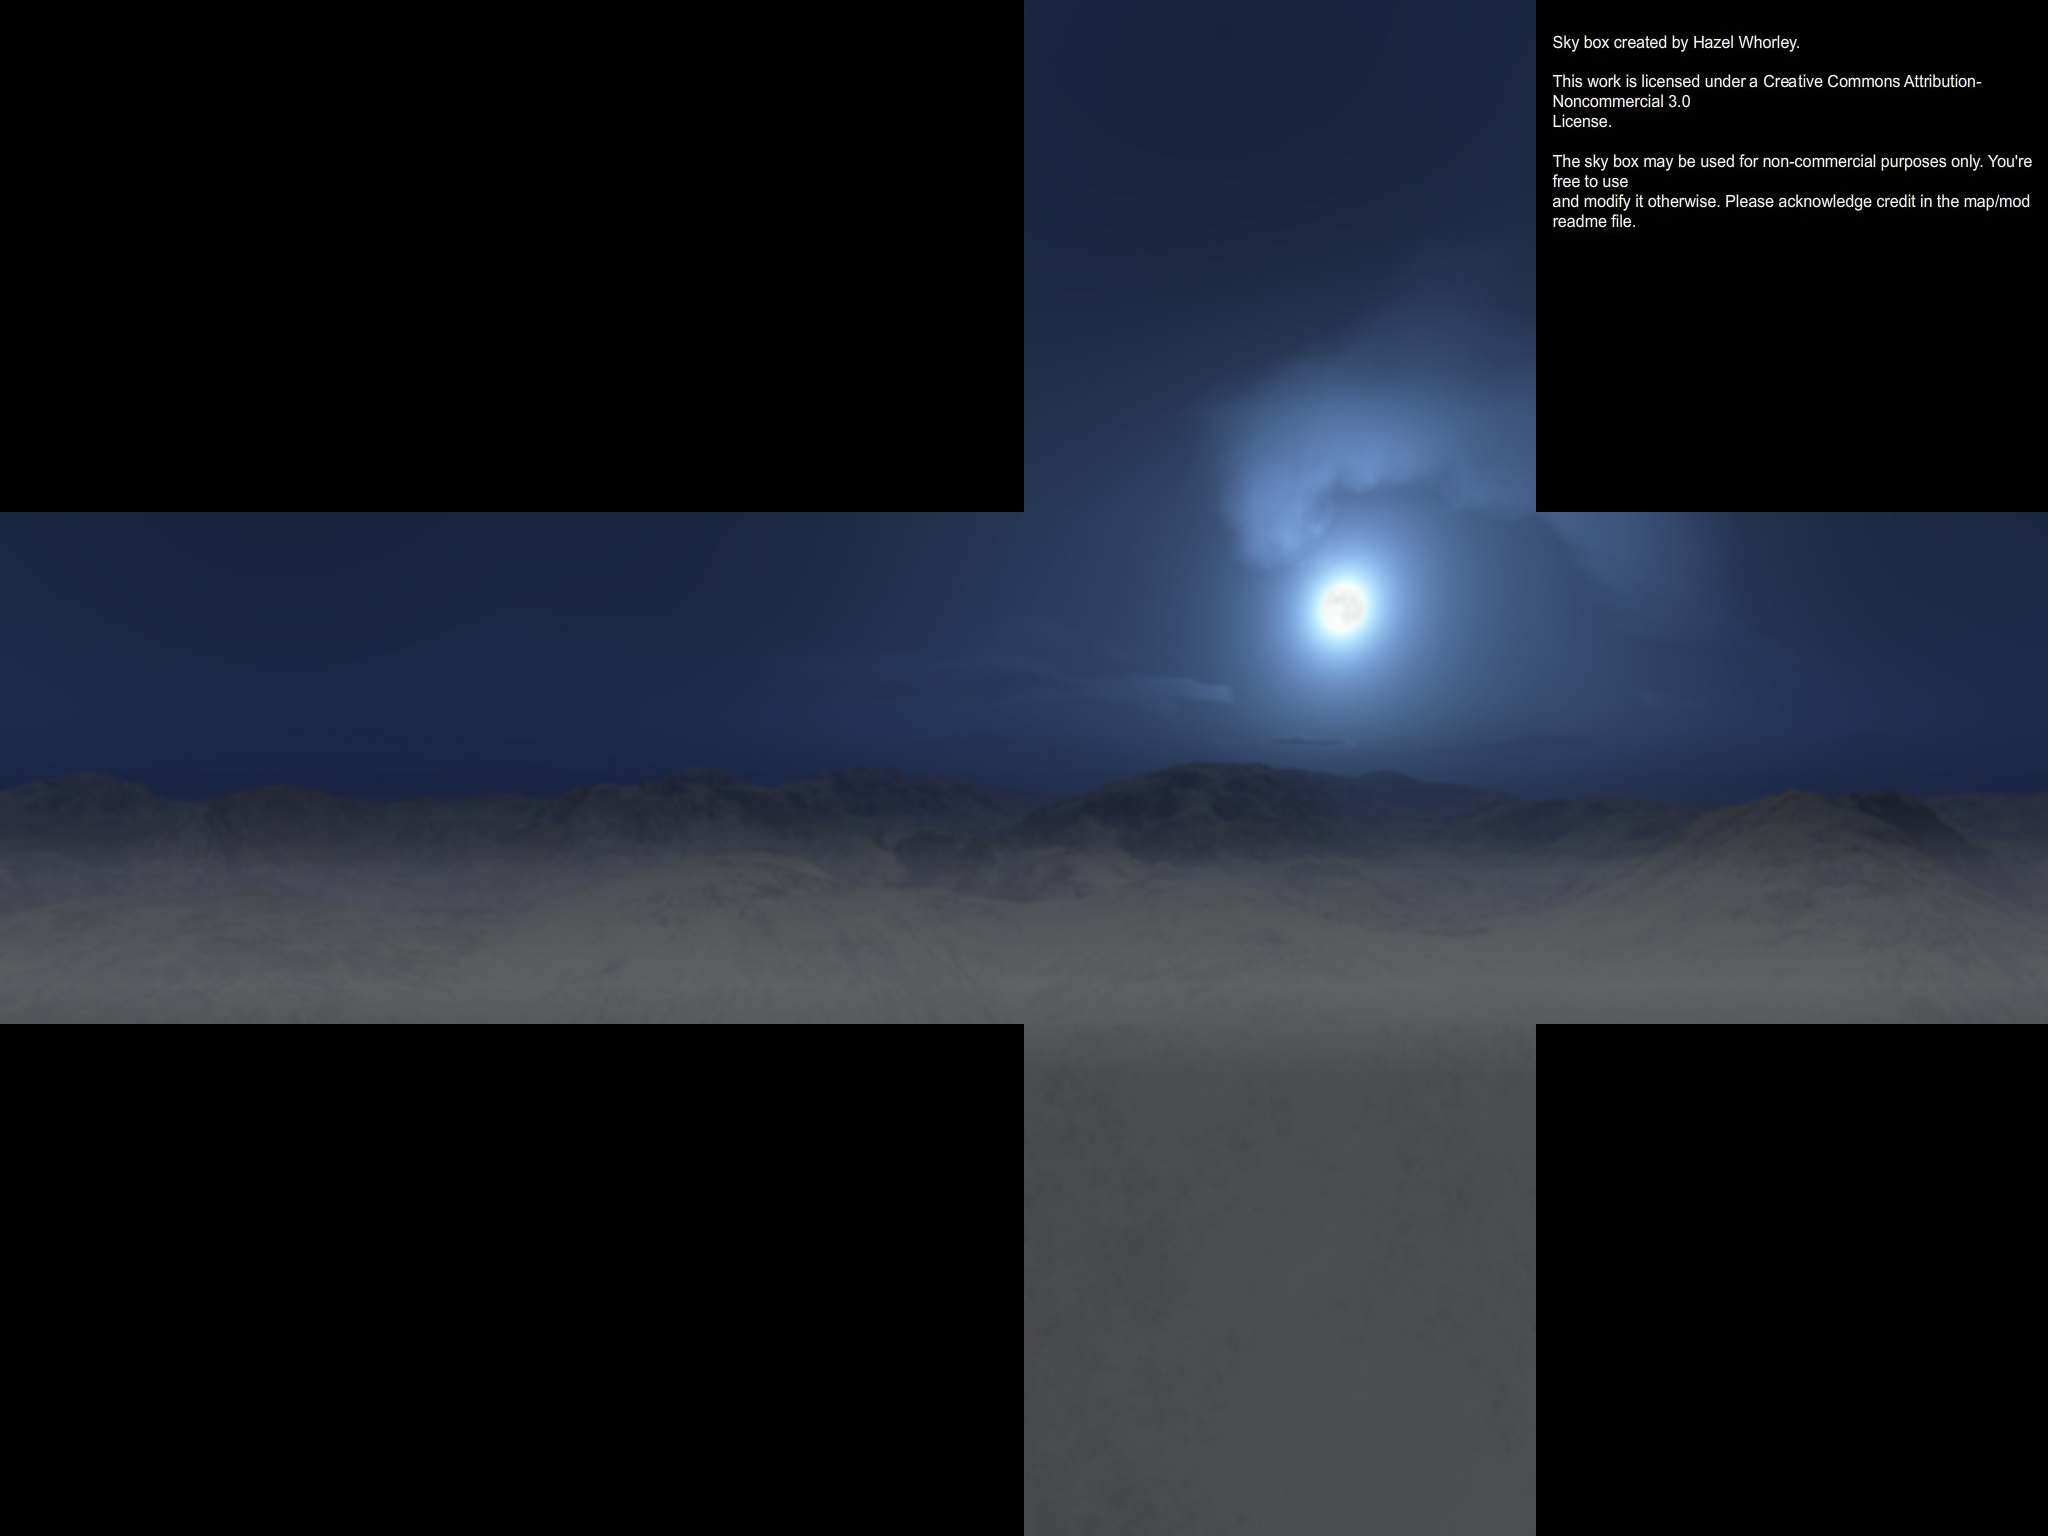 Sky box created by Hazel Whorley.
This work is licensed under a Creative Commons Attribution-
Noncommercial 3.0
License.
The sky box may be used for non-commercial purposes only. You're
free to use
and modify it otherwise. Please acknowledge credit in the map/mod
readme file.